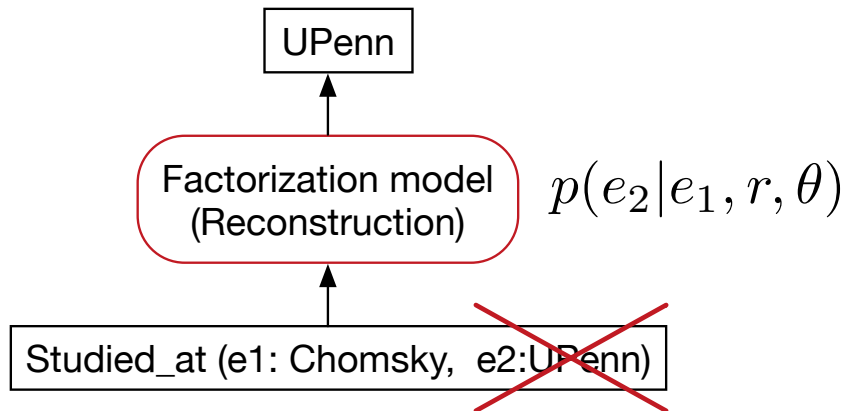 UPenn
Factorization model
(Reconstruction)
p(e₂|e₁, r, θ)
Studied_at (e1: Chomsky, e2:UPenn)